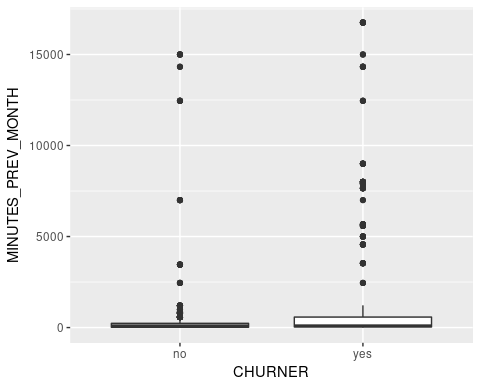 MINUTES_PREV_MONTH
15000
10000
5000
0
no yes
CHURNER